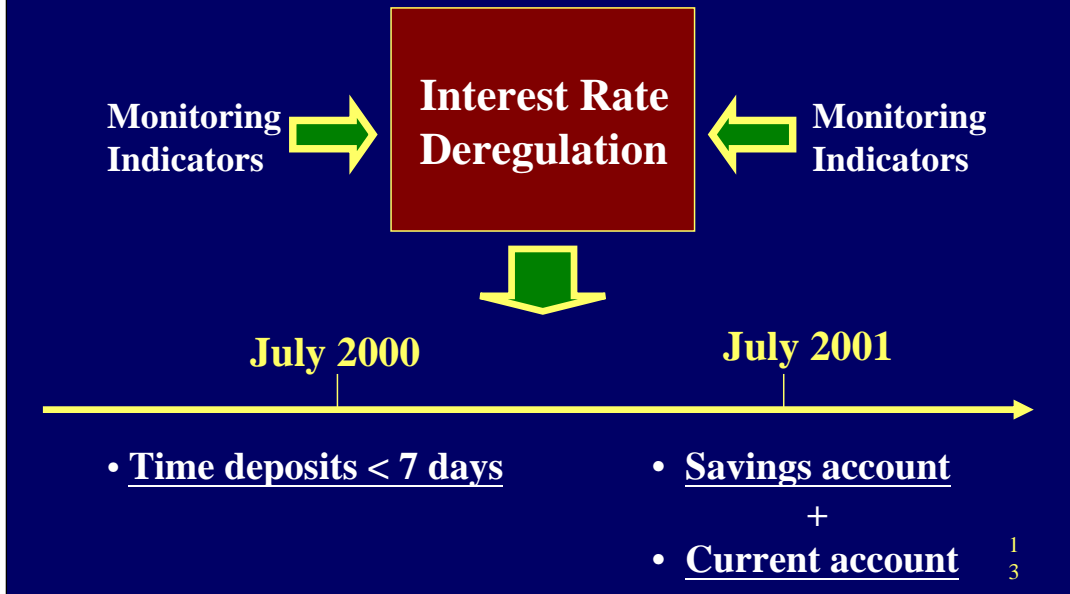 Interest Rate
Deregulation
Monitoring
Indicators
Monitoring
Indicators
July 2000
July 2001
• Time deposits < 7 days
• Savings account
+
• Current account
1
3